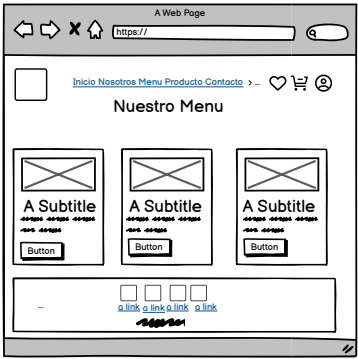 A Web Page
https://
Inicio Nosotros Menu Producto Contacto > ...
Nuestro Menu
A Subtitle A Subtitle A Subtitle
Button Button Button
...
a link a link a link a link